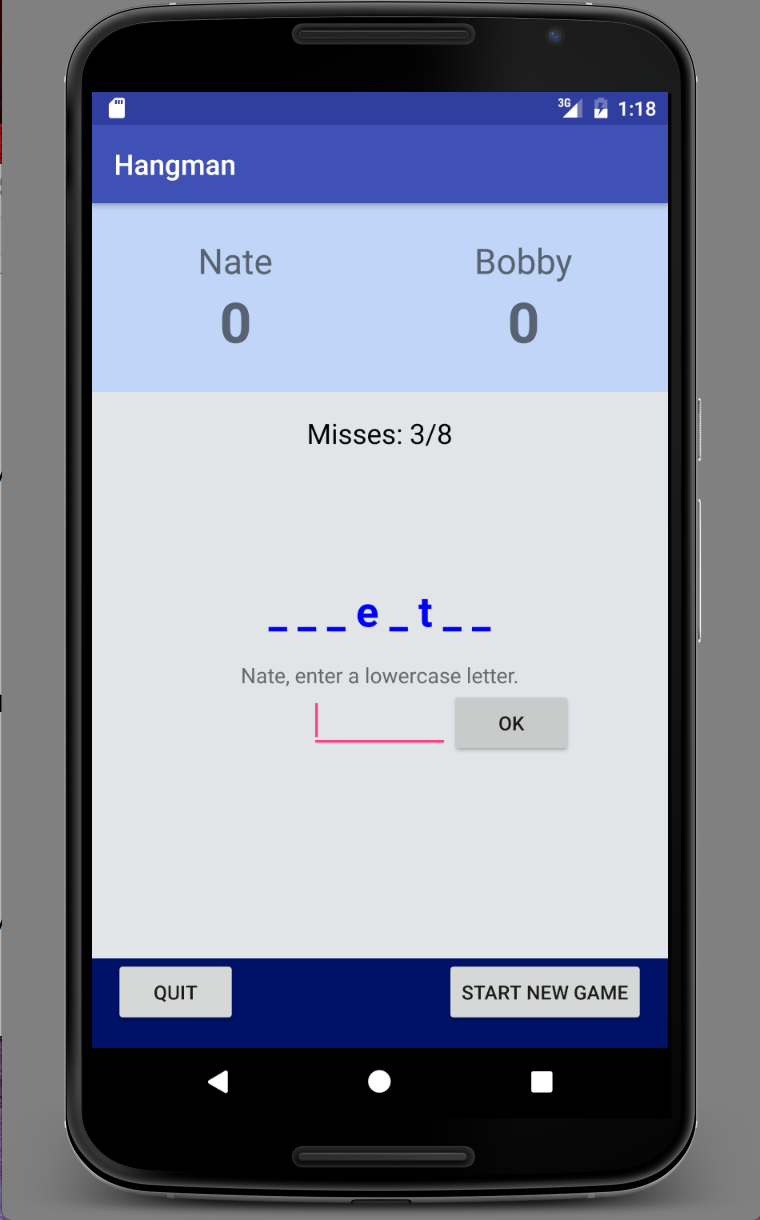 3G 1:18
Hangman
Nate Bobby
0 0
Misses: 3/8
_ _ _ e _ t _ _
Nate, enter a lowercase letter.
OK
QUIT START NEW GAME